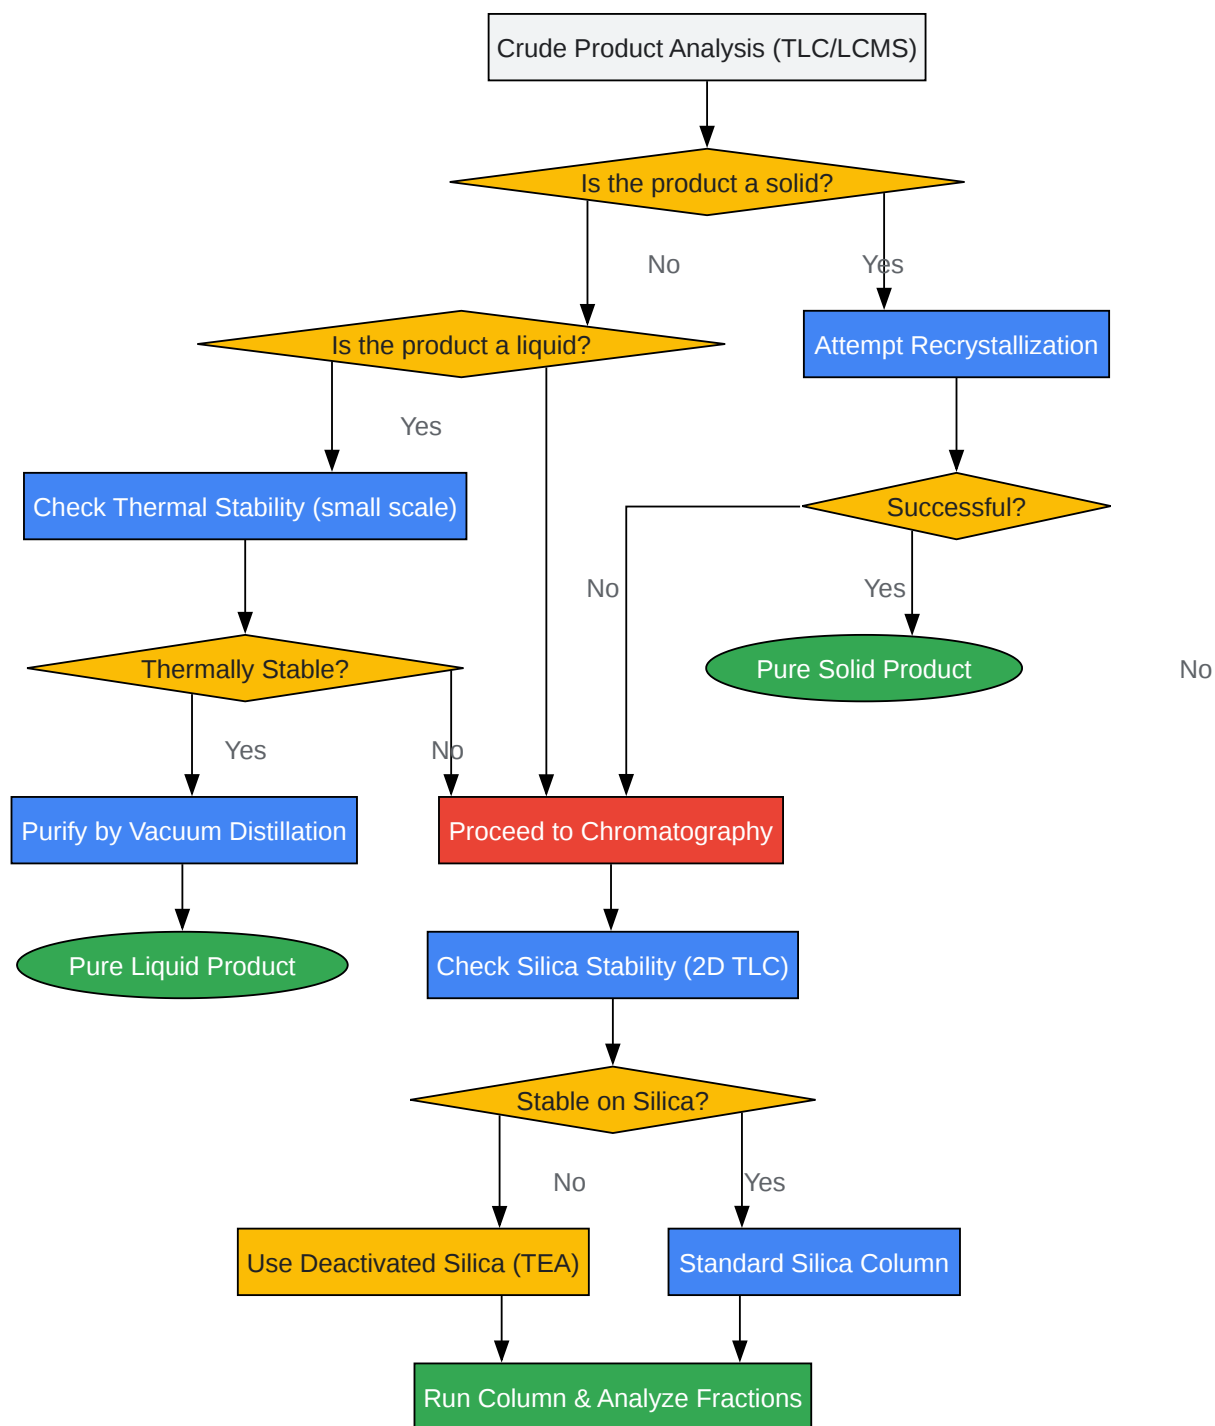 Crude Product Analysis (TLC/LCMS)
Is the product a solid?
No
Yes
Is the product a liquid?
Attempt Recrystallization
Yes
Check Thermal Stability (small scale)
Successful?
No
Yes
Thermally Stable?
Pure Solid Product
No
Yes
No
Purify by Vacuum Distillation
Proceed to Chromatography
Pure Liquid Product
Check Silica Stability (2D TLC)
Stable on Silica?
No
Yes
Use Deactivated Silica (TEA)
Standard Silica Column
Run Column & Analyze Fractions